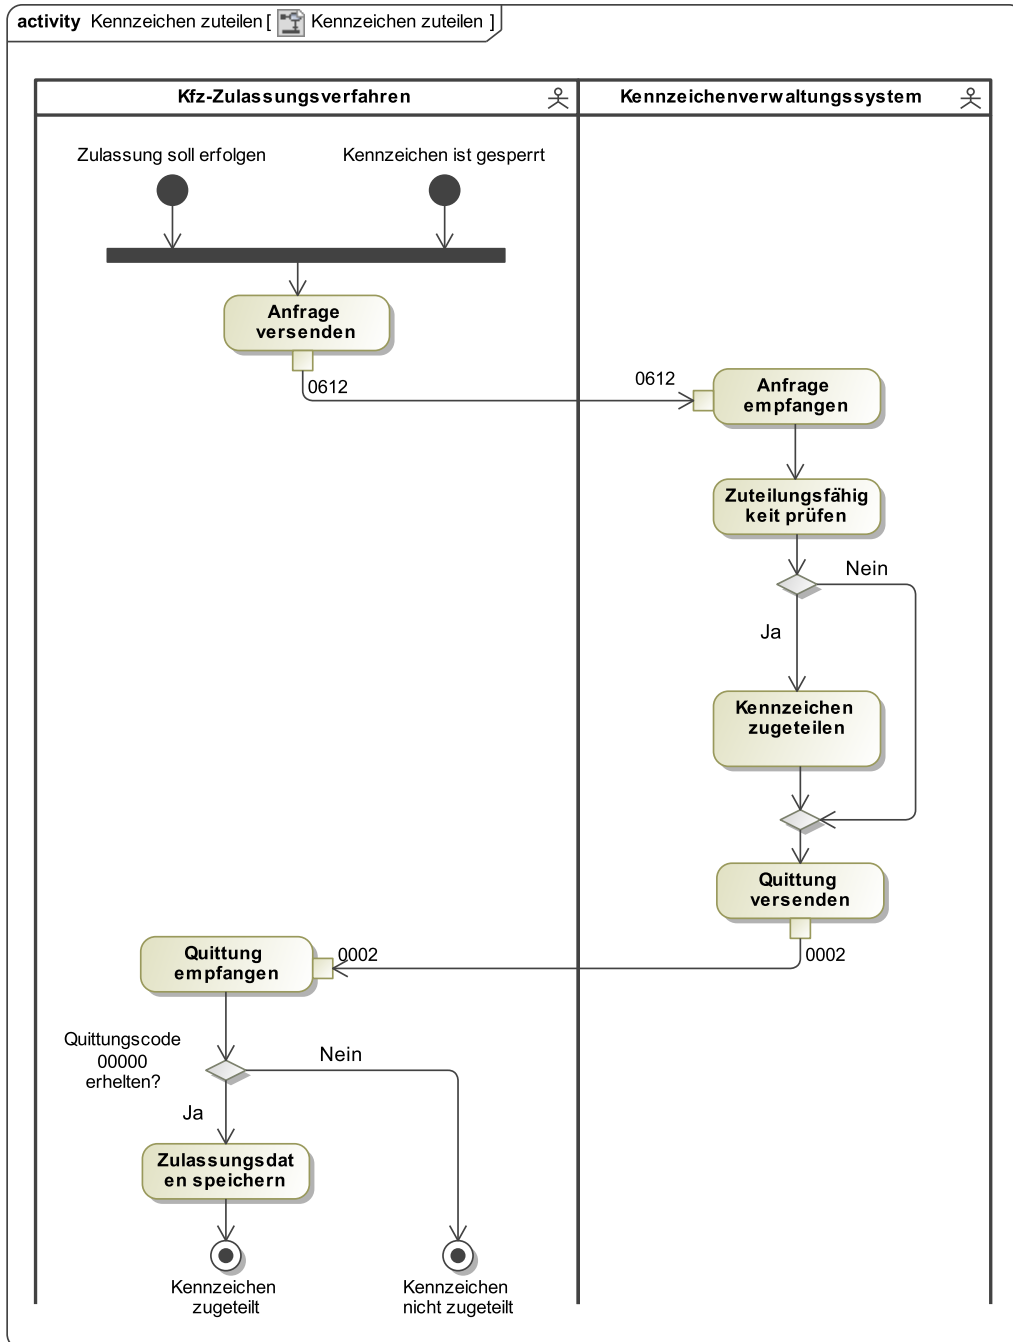 activity Kennzeichen zuteilen [ Kennzeichen zuteilen ]
Kfz-Zulassungsverfahren
Kennzeichenverwaltungssystem
Zulassung soll erfolgen
Kennzeichen ist gesperrt
Anfrage
versenden
0612
0612
Anfrage
empfangen
Zuteilungsfähig
keit prüfen
Nein
Ja
Kennzeichen
zugeteilen
Quittung
versenden
0002
Quittung
empfangen
0002
Quittungscode
00000
erhelten?
Nein
Ja
Zulassungsdat
en speichern
Kennzeichen
zugeteilt
Kennzeichen
nicht zugeteilt